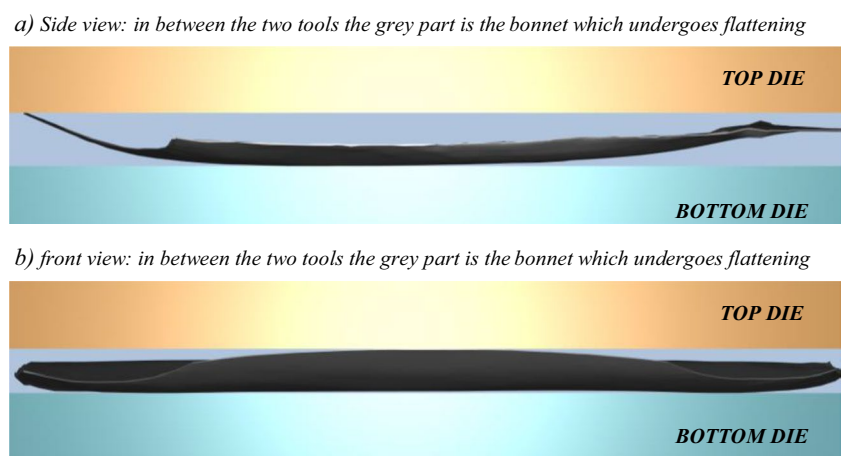 a) Side view: in between the two tools the grey part is the bonnet which undergoes flattening
TOP DIE
BOTTOM DIE
b) front view: in between the two tools the grey part is the bonnet which undergoes flattening
TOP DIE
BOTTOM DIE